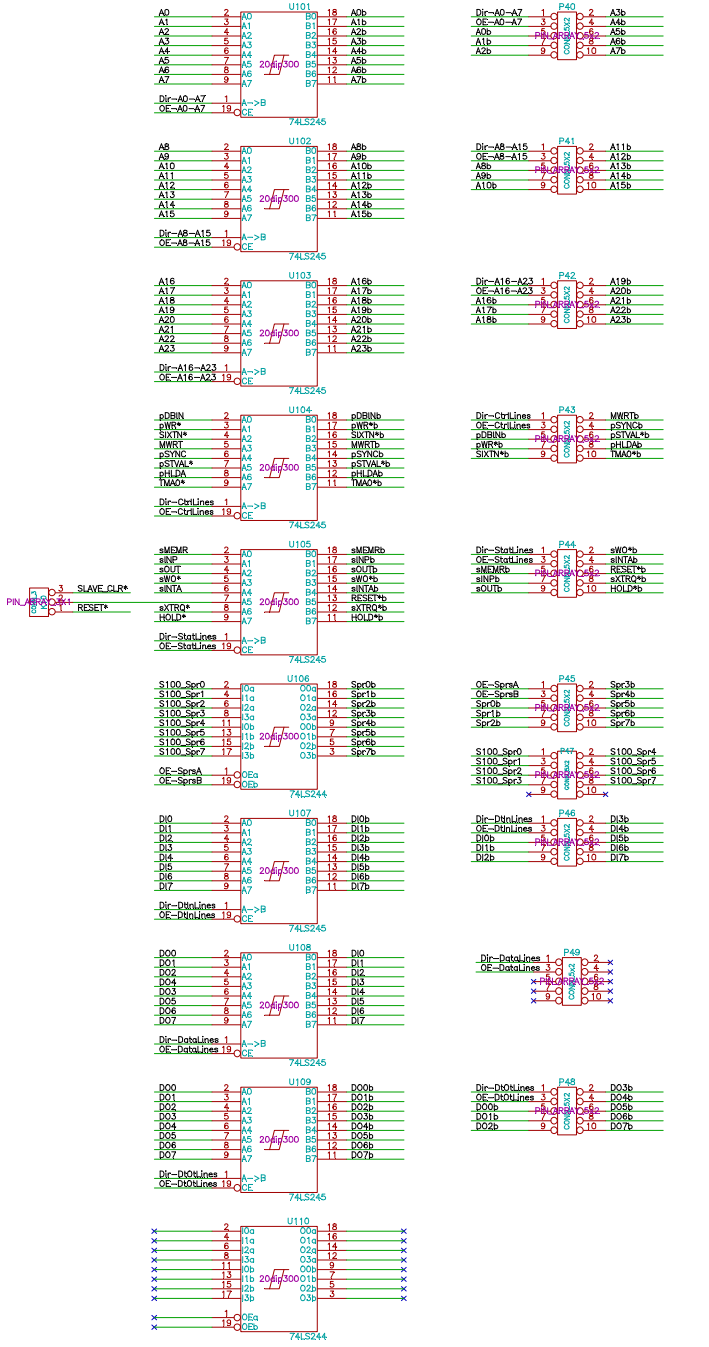 U101
A0 2 A0 B0 18 A0b
A1 3 A1 B1 17 A1b
A2 4 A2 B2 16 A2b
A3 5 A3 B3 15 A3b
A4 6 A4 B4 14 A4b
A5 7 A5 20dip300 B5 13 A5b
A6 8 A6 B6 12 A6b
A7 9 A7 B7 11 A7b
Dir-A0-A7 1 A->B
OE-A0-A7 19 CE
74LS245
P40
Dir-A0-A7 1 2 A3b
OE-A0-A7 3 4 A4b
A0b PIN_ARRAY_5X2 A5b
A1b 7 8 A6b
A2b 9 10 A7b
CON_5X2
U102
A8 2 A0 B0 18 A8b
A9 3 A1 B1 17 A9b
A10 4 A2 B2 16 A10b
A11 5 A3 B3 15 A11b
A12 6 A4 B4 14 A12b
A13 7 A5 20dip300 B5 13 A13b
A14 8 A6 B6 12 A14b
A15 9 A7 B7 11 A15b
Dir-A8-A15 1 A->B
OE-A8-A15 19 CE
74LS245
P41
Dir-A8-A15 1 2 A11b
OE-A8-A15 3 4 A12b
A8b PIN_ARRAY_5X2 A13b
A9b 7 8 A14b
A10b 9 10 A15b
CON_5X2
U103
A16 2 A0 B0 18 A16b
A17 3 A1 B1 17 A17b
A18 4 A2 B2 16 A18b
A19 5 A3 B3 15 A19b
A20 6 A4 B4 14 A20b
A21 7 A5 20dip300 B5 13 A21b
A22 8 A6 B6 12 A22b
A23 9 A7 B7 11 A23b
Dir-A16-A23 1 A->B
OE-A16-A23 19 CE
74LS245
P42
Dir-A16-A23 1 2 A19b
OE-A16-A23 3 4 A20b
A16b PIN_ARRAY_5X2 A21b
A17b 7 8 A22b
A18b 9 10 A23b
CON_5X2
U104
pDBIN 2 A0 B0 18 pDBINb
pWR* 3 A1 B1 17 pWR*b
SIXTN* 4 A2 B2 16 SIXTN*b
MWRT 5 A3 B3 15 MWRTb
pSYNC 6 A4 B4 14 pSYNCb
pSTVAL* 7 A5 20dip300 B5 13 pSTVAL*b
pHLDA 8 A6 B6 12 pHLDAb
TMA0* 9 A7 B7 11 TMA0*b
Dir-CtrlLines 1 A->B
OE-CtrlLines 19 CE
74LS245
P43
Dir-CtrlLines 1 2 MWRTb
OE-CtrlLines 3 4 pSYNCb
pDBINb PIN_ARRAY_5X2 pSTVAL*b
pWR*b 7 8 pHLDAb
SIXTN*b 9 10 TMA0*b
CON_5X2
U105
sMEMR 2 A0 B0 18 sMEMRb
sINP 3 A1 B1 17 sINPb
sOUT 4 A2 B2 16 sOUTb
sWO* 5 A3 B3 15 sWO*b
sINTA 6 A4 B4 14 sINTAb
7 A5 20dip300 B5 13 RESET*b
sXTRQ* 8 A6 B6 12 sXTRQ*b
HOLD* 9 A7 B7 11 HOLD*b
Dir-StatLines 1 A->B
OE-StatLines 19 CE
74LS245
3 SLAVE_CLR*
PIN_ARRAY_3X1
1 RESET*
P44
Dir-StatLines 1 2 sWO*b
OE-StatLines 3 4 sINTAb
sMEMRb PIN_ARRAY_5X2 RESET*b
sINPb 7 8 sXTRQ*b
sOUTb 9 10 HOLD*b
CON_5X2
U106
S100_Spr0 2 I0a O0a 18 Spr0b
S100_Spr1 4 I1a O1a 16 Spr1b
S100_Spr2 6 I2a O2a 14 Spr2b
S100_Spr3 8 I3a O3a 12 Spr3b
S100_Spr4 11 I0b O0b 9 Spr4b
S100_Spr5 13 I1b 20dip300 O1b 7 Spr5b
S100_Spr6 15 I2b O2b 5 Spr6b
S100_Spr7 17 I3b O3b 3 Spr7b
OE-SprsA 1 OEa
OE-SprsB 19 OEb
74LS244
P45
OE-SprsA 1 2 Spr3b
OE-SprsB 3 4 Spr4b
Spr0b PIN_ARRAY_5X2 Spr5b
Spr1b 7 8 Spr6b
Spr2b 9 10 Spr7b
CON_5X2
P47
S100_Spr0 1 2 S100_Spr4
S100_Spr1 3 4 S100_Spr5
S100_Spr2 PIN_ARRAY_5X2 S100_Spr6
S100_Spr3 7 8 S100_Spr7
9 10
U107
DI0 2 A0 B0 18 DI0b
DI1 3 A1 B1 17 DI1b
DI2 4 A2 B2 16 DI2b
DI3 5 A3 B3 15 DI3b
DI4 6 A4 B4 14 DI4b
DI5 7 A5 20dip300 B5 13 DI5b
DI6 8 A6 B6 12 DI6b
DI7 9 A7 B7 11 DI7b
Dir-DtInLines 1 A->B
OE-DtInLines 19 CE
74LS245
P46
Dir-DtInLines 1 2 DI3b
OE-DtInLines 3 4 DI4b
DI0b PIN_ARRAY_5X2 DI5b
DI1b 7 8 DI6b
DI2b 9 10 DI7b
CON_5X2
U108
DO0 2 A0 B0 18 DI0
DO1 3 A1 B1 17 DI1
DO2 4 A2 B2 16 DI2
DO4 5 A3 B3 15 DI3
DO3 6 A4 B4 14 DI4
DO5 7 A5 20dip300 B5 13 DI5
DO6 8 A6 B6 12 DI6
DO7 9 A7 B7 11 DI7
Dir-DataLines 1 A->B
OE-DataLines 19 CE
74LS245
P49
Dir-DataLines 1 2
OE-DataLines 3 4
PIN_ARRAY_5X2
7 8
9 10
U109
DO0 2 A0 B0 18 DO0b
DO1 3 A1 B1 17 DO1b
DO2 4 A2 B2 16 DO2b
DO3 5 A3 B3 15 DO3b
DO4 6 A4 B4 14 DO4b
DO5 7 A5 20dip300 B5 13 DO5b
DO6 8 A6 B6 12 DO6b
DO7 9 A7 B7 11 DO7b
Dir-DtOtLines 1 A->B
OE-DtOtLines 19 CE
74LS245
P48
Dir-DtOtLines 1 2 DO3b
OE-DtOtLines 3 4 DO4b
DO0b PIN_ARRAY_5X2 DO5b
DO1b 7 8 DO6b
DO2b 9 10 DO7b
CON_5X2
U110
2 I0a O0a 18
4 I1a O1a 16
6 I2a O2a 14
8 I3a O3a 12
11 I0b O0b 9
13 I1b 20dip300 O1b 7
15 I2b O2b 5
17 I3b O3b 3
1 OEa
19 OEb
74LS244